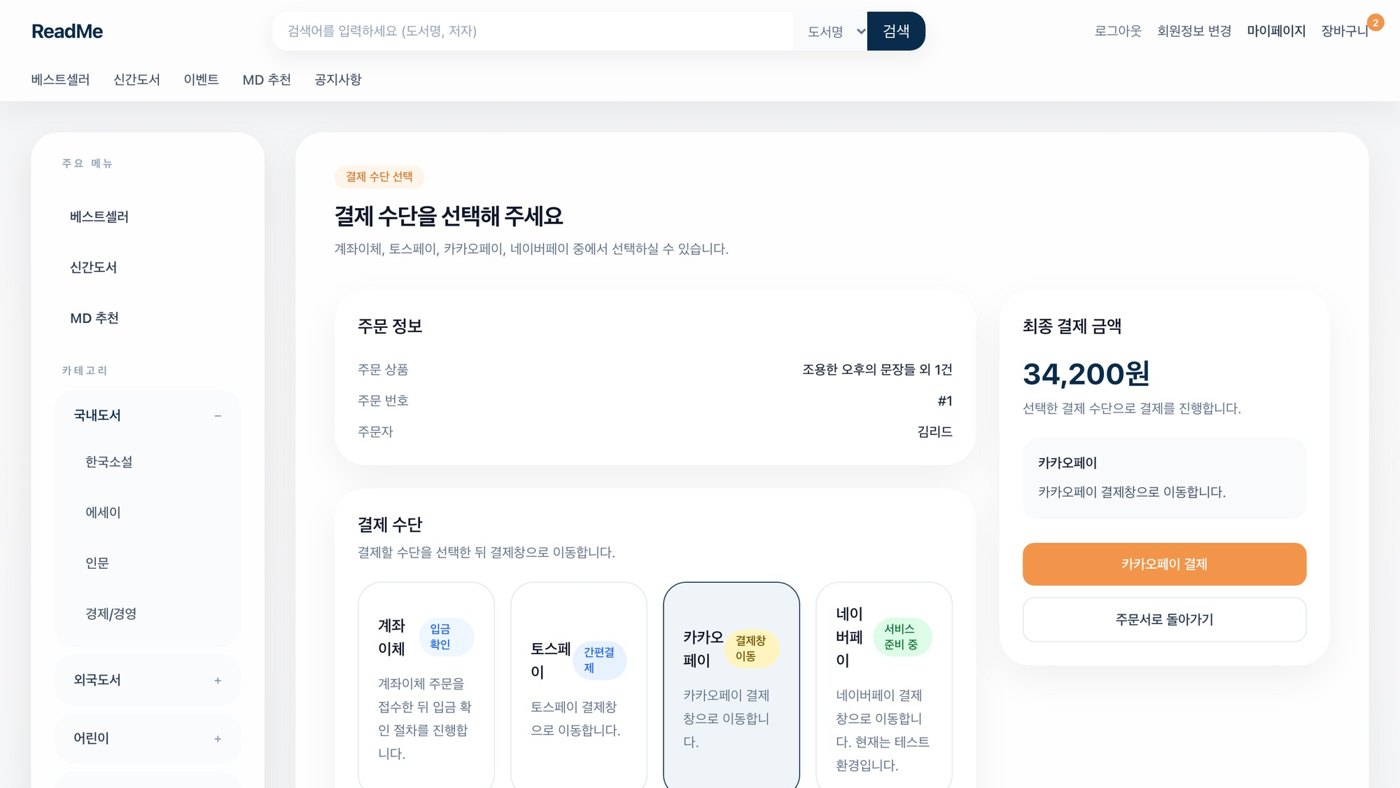 ReadMe
검색어를 입력하세요 (도서명, 저자)
도서명
검색
로그아웃
회원정보 변경
마이페이지
장바구니
2
베스트셀러
신간도서
이벤트
MD 추천
공지사항
주요 메뉴
베스트셀러
신간도서
MD 추천
카테고리
국내도서 −
한국소설
에세이
인문
경제/경영
외국도서 +
어린이 +
결제 수단 선택
결제 수단을 선택해 주세요
계좌이체, 토스페이, 카카오페이, 네이버페이 중에서 선택하실 수 있습니다.
주문 정보
주문 상품 조용한 오후의 문장들 외 1건
주문 번호 #1
주문자 김리드
결제 수단
결제할 수단을 선택한 뒤 결제창으로 이동합니다.
계좌
이체
입금
확인
계좌이체 주문을
접수한 뒤 입금 확
인 절차를 진행합
니다.
토스페
이
간편결
제
토스페이 결제창
으로 이동합니다.
카카오
페이
결제창
이동
카카오페이 결제
창으로 이동합니
다.
네이
버페
이
서비스
준비 중
네이버페이 결제
창으로 이동합니
다. 현재는 테스트
환경입니다.
최종 결제 금액
34,200원
선택한 결제 수단으로 결제를 진행합니다.
카카오페이
카카오페이 결제창으로 이동합니다.
카카오페이 결제
주문서로 돌아가기